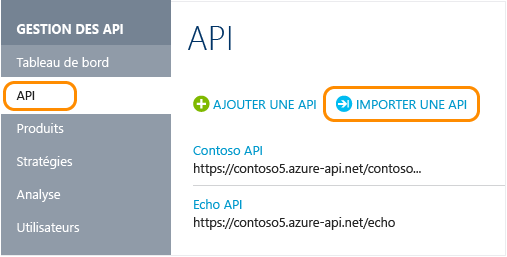 GESTION DES API
Tableau de bord
API
Produits
Stratégies
Analyse
Utilisateurs
API
AJOUTER UNE API
IMPORTER UNE API
Contoso API
https://contoso5.azure-api.net/contoso...
Echo API
https://contoso5.azure-api.net/echo